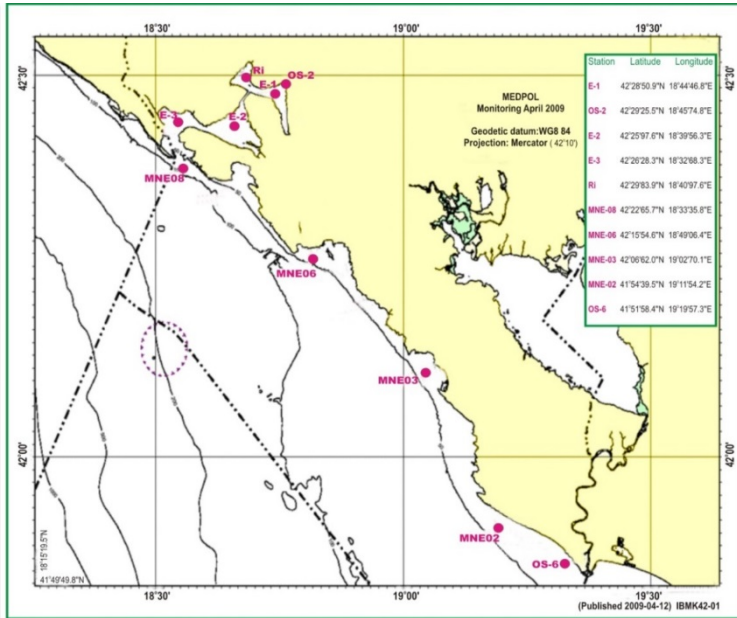 18°30' 19°00' 19°30'
42°30'
42°30'
Ri
OS-2
E-1
E-3
E-2
MNE08
MNE06
MNE03
MNE02
OS-6
MEDPOL
Monitoring April 2009
Geodetic datum:WG8 84
Projection: Mercator ( 42°10')
Station Latitude Longitude
E-1 42°28'50.9"N 18°44'46.8"E
OS-2 42°29'25.5"N 18°45'74.8"E
E-2 42°25'97.6"N 18°39'56.3"E
E-3 42°26'28.3"N 18°32'68.3"E
Ri 42°29'83.9"N 18°40'97.6"E
MNE-08 42°22'65.7"N 18°33'35.8"E
MNE-06 42°15'54.6"N 18°49'06.4"E
MNE-03 42°06'62.0"N 19°02'70.1"E
MNE-02 41°54'39.5"N 19°11'54.2"E
OS-6 41°51'58.4"N 19°19'57.3"E
42°00'
42°00'
18°15'19.5"N
41°49'49.8"N
18°30' 19°00' 19°30'
(Published 2009-04-12) IBMK42-01